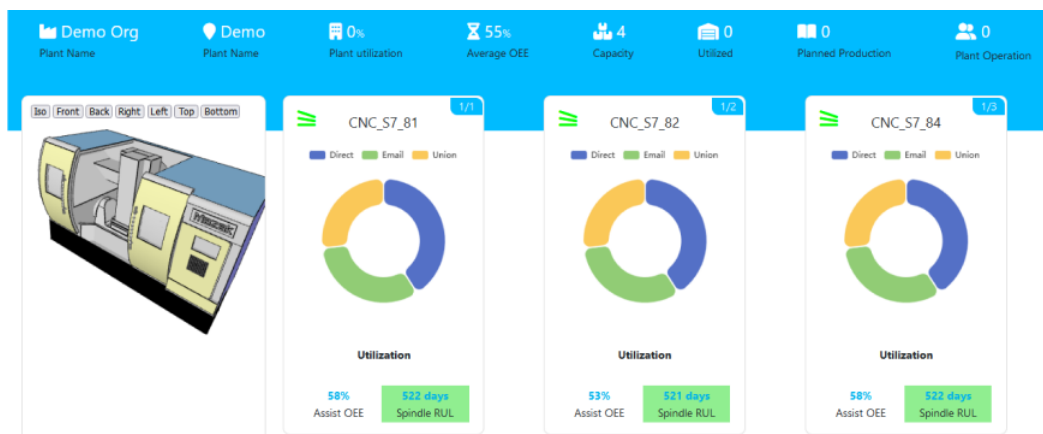 Demo Org
Plant Name
Demo
Plant Name
0%
Plant utilization
55%
Average OEE
4
Capacity
0
Utilized
0
Planned Production
0
Plant Operation
Iso Front Back Right Left Top Bottom
Mazak
1/1
CNC_S7_81
Direct Email Union
Utilization
58%
Assist OEE
522 days
Spindle RUL
1/2
CNC_S7_82
Direct Email Union
Utilization
53%
Assist OEE
521 days
Spindle RUL
1/3
CNC_S7_84
Direct Email Union
Utilization
58%
Assist OEE
522 days
Spindle RUL